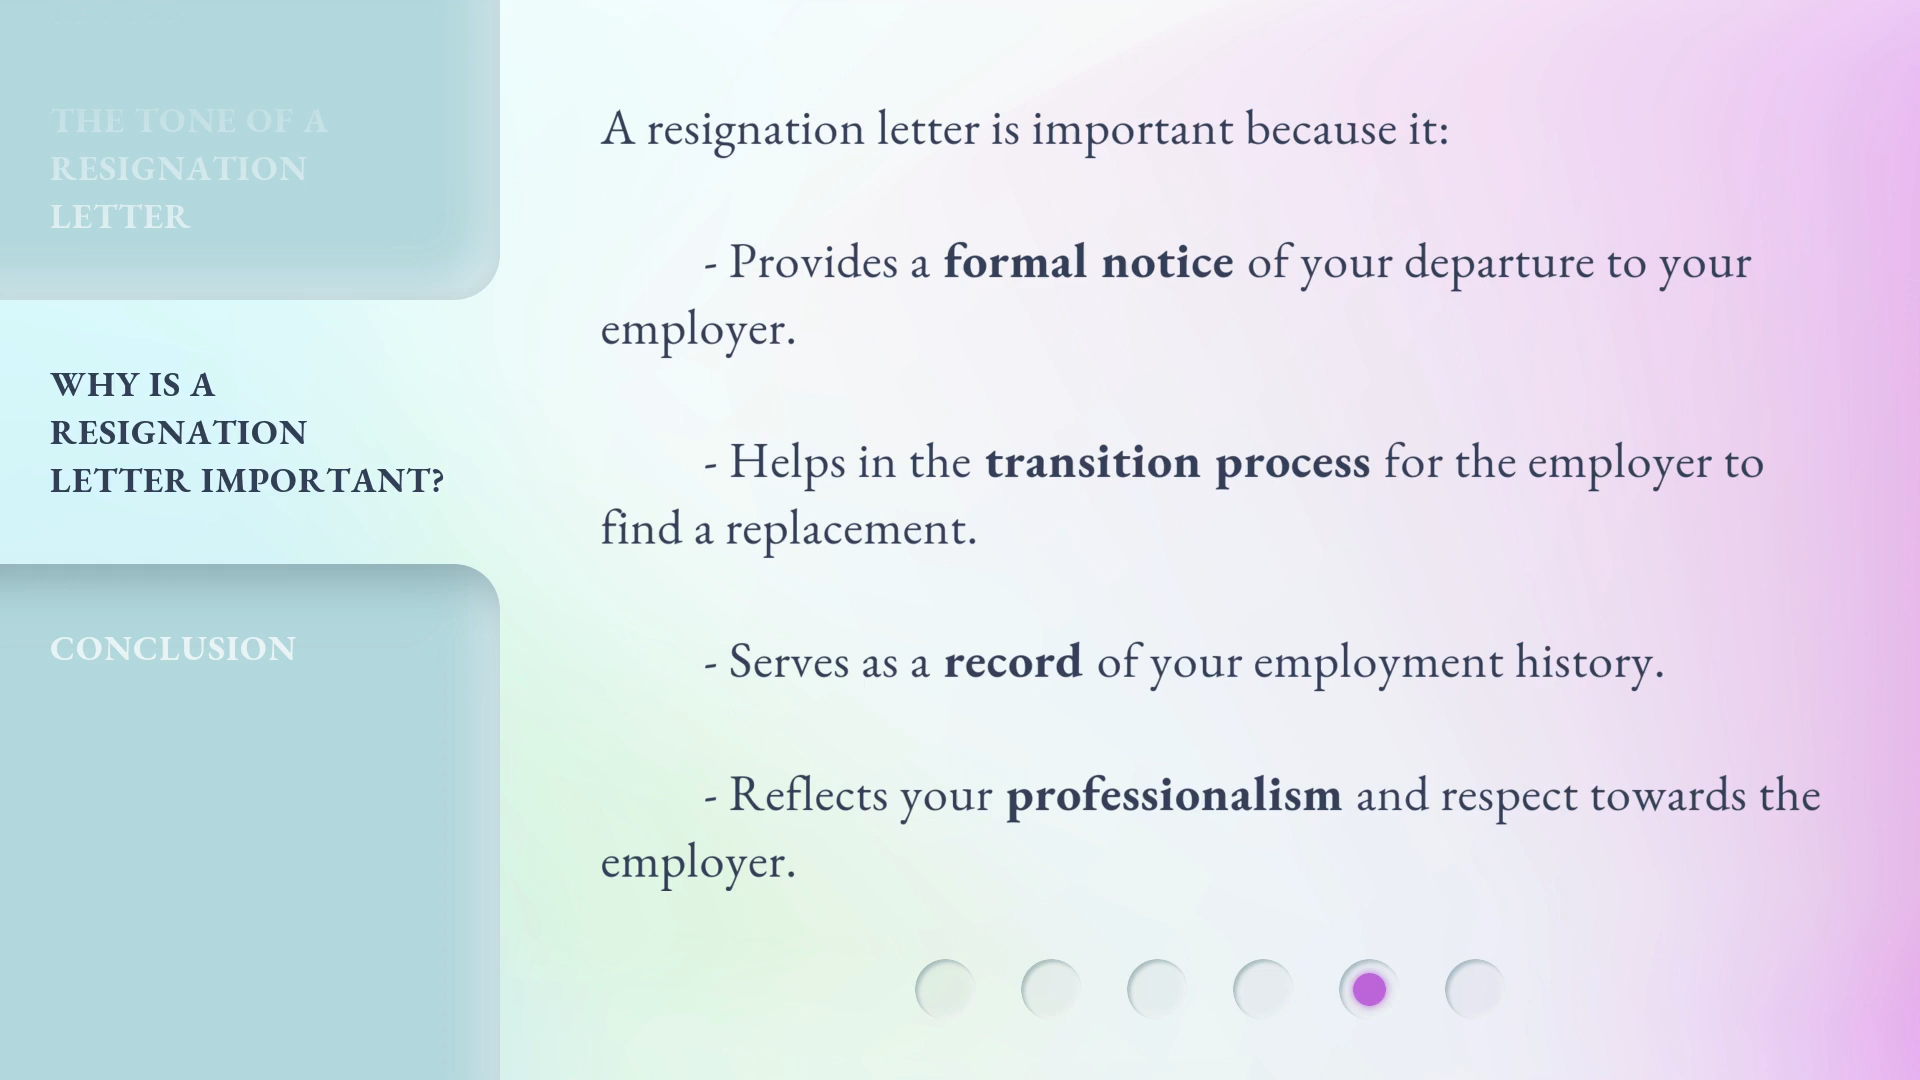 THE TONE OF A
RESIGNATION
LETTER
WHY IS A
RESIGNATION
LETTER IMPORTANT?
CONCLUSION
A resignation letter is important because it:
- Provides a formal notice of your departure to your
employer.
- Helps in the transition process for the employer to
find a replacement.
- Serves as a record of your employment history.
- Reflects your professionalism and respect towards the
employer.